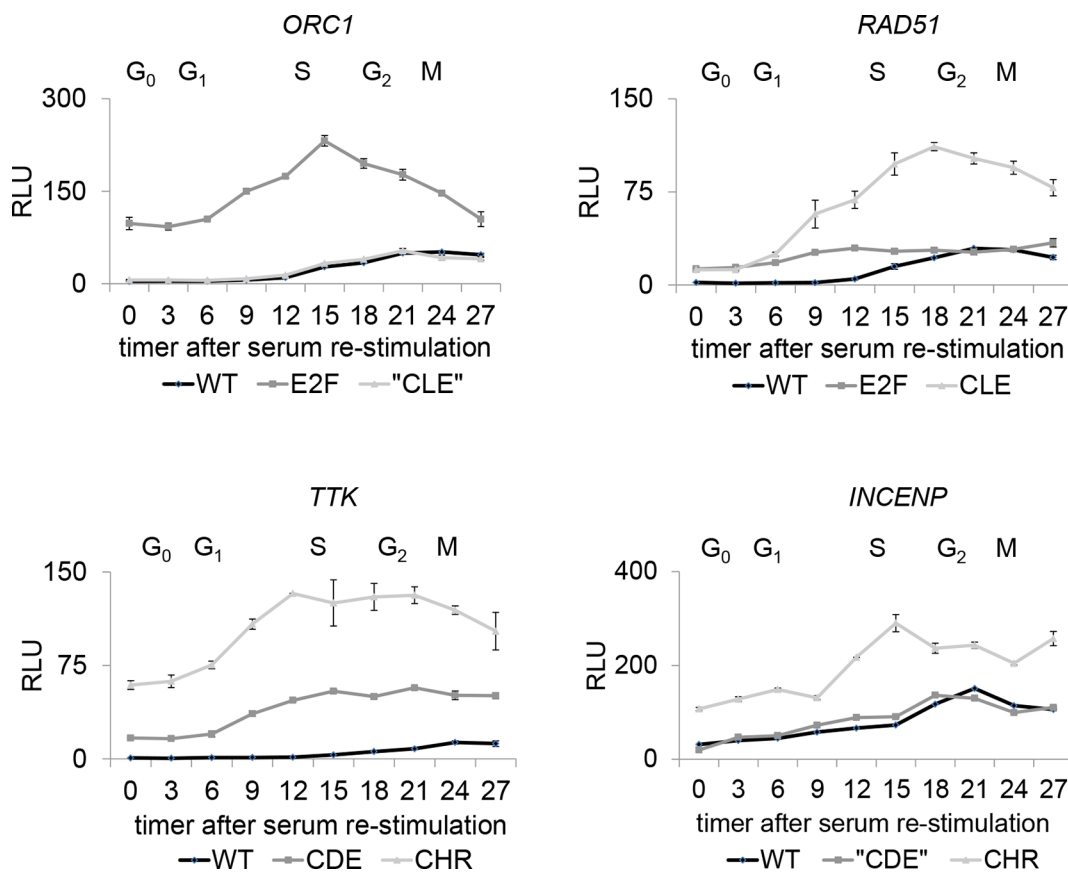 ORC1
G0 G1 S G2 M
300
150
0
RLU
0 3 6 9 12 15 18 21 24 27
timer after serum re-stimulation
WT E2F "CLE"
RAD51
G0 G1 S G2 M
150
75
0
RLU
0 3 6 9 12 15 18 21 24 27
timer after serum re-stimulation
WT E2F CLE
TTK
G0 G1 S G2 M
150
75
0
RLU
0 3 6 9 12 15 18 21 24 27
timer after serum re-stimulation
WT CDE CHR
INCENP
G0 G1 S G2 M
400
200
0
RLU
0 3 6 9 12 15 18 21 24 27
timer after serum re-stimulation
WT "CDE" CHR